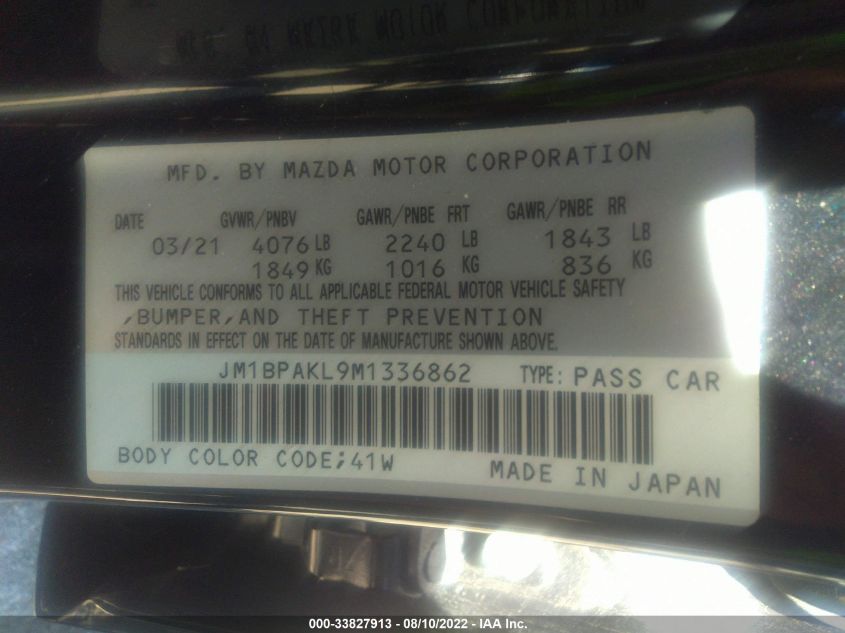 MFD. BY MAZDA MOTOR CORPORATION
DATE GVWR/PNBV GAWR/PNBE FRT GAWR/PNBE RR
03/21 4076 LB 2240 LB 1843 LB
1849 KG 1016 KG 836 KG
THIS VEHICLE CONFORMS TO ALL APPLICABLE FEDERAL MOTOR VEHICLE SAFETY
,BUMPER,AND THEFT PREVENTION
STANDARDS IN EFFECT ON THE DATE OF MANUFACTURE SHOWN ABOVE.
JM1BPAKL9M1336862 TYPE: PASS CAR
BODY COLOR CODE;41W
MADE IN JAPAN
000-33827913 - 08/10/2022 - IAA Inc.